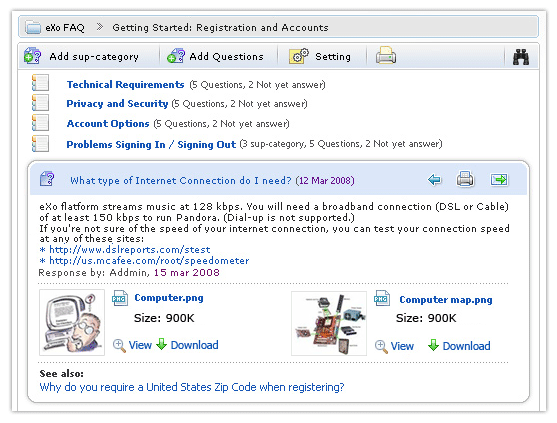 eXo FAQ > Getting Started: Registration and Accounts
Add sup-category Add Questions Setting
Technical Requirements (5 Questions, 2 Not yet answer)
Privacy and Security (5 Questions, 2 Not yet answer)
Account Options (5 Questions, 2 Not yet answer)
Problems Signing In / Signing Out (3 sup-category, 5 Questions, 2 Not yet answer)
What type of Internet Connection do I need? (12 Mar 2008)
eXo flatform streams music at 128 kbps. You will need a broadband connection (DSL or Cable)
of at least 150 kbps to run Pandora. (Dial-up is not supported.)
If you're not sure of the speed of your internet connection, you can test your connection speed
at any of these sites:
* http://www.dslreports.com/stest
* http://us.mcafee.com/root/speedometer
Response by: Addmin, 15 mar 2008
PNG Computer.png PNG Computer map.png
Size: 900K Size: 900K
View Download View Download
See also:
Why do you require a United States Zip Code when registering?